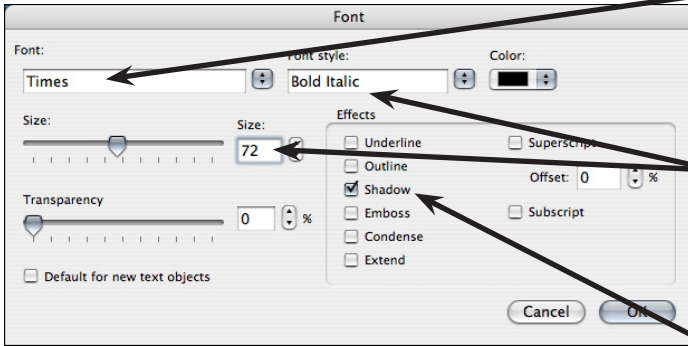 Font
Font:
Font style:
Color:
Times
Bold Italic
Size:
Size:
72
Effects
Underline
Outline
Shadow
Emboss
Condense
Extend
Superscript
Offset: 0 %
Subscript
Transparency
0 %
Default for new text objects
Cancel
OK